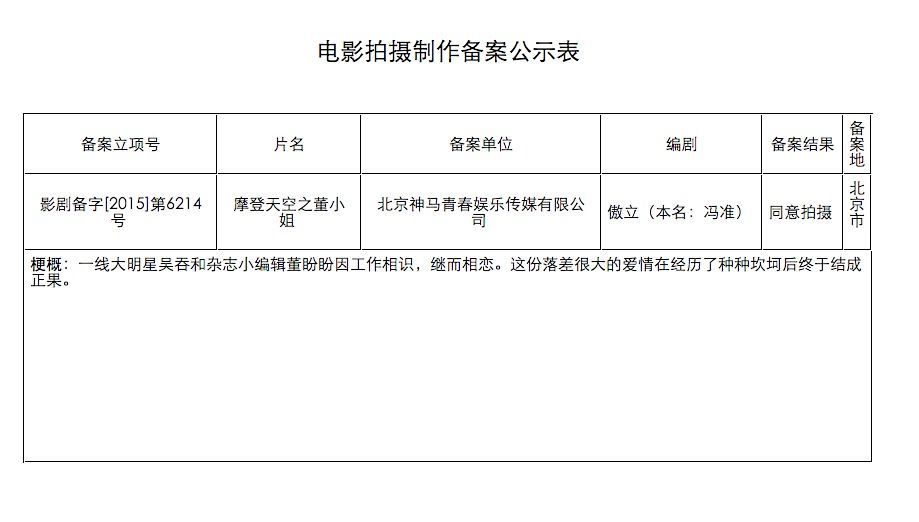 电影拍摄制作备案公示表
备案立项号
片名
备案单位
编剧
备案结果
备
案
地
影剧备字[2015]第6214
号
摩登天空之董小
姐
北京神马青春娱乐传媒有限公
司
傲立（本名：冯准）
同意拍摄
北
京
市
梗概：一线大明星吴吞和杂志小编辑董盼盼因工作相识，继而相恋。这份落差很大的爱情在经历了种种坎坷后终于结成
正果。